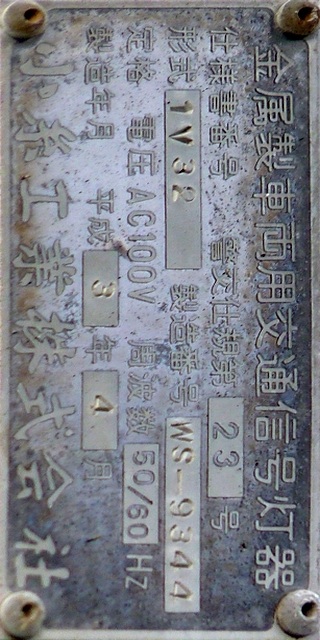 金属製車両用交通信号灯器
仕様書番号 警交仕規第 23 号
形式 1V32 製造番号 WS-9344
定格 電圧 AC100V 周波数 50/60 Hz
製造年月 平成 3 年 4 月
小糸工業株式会社